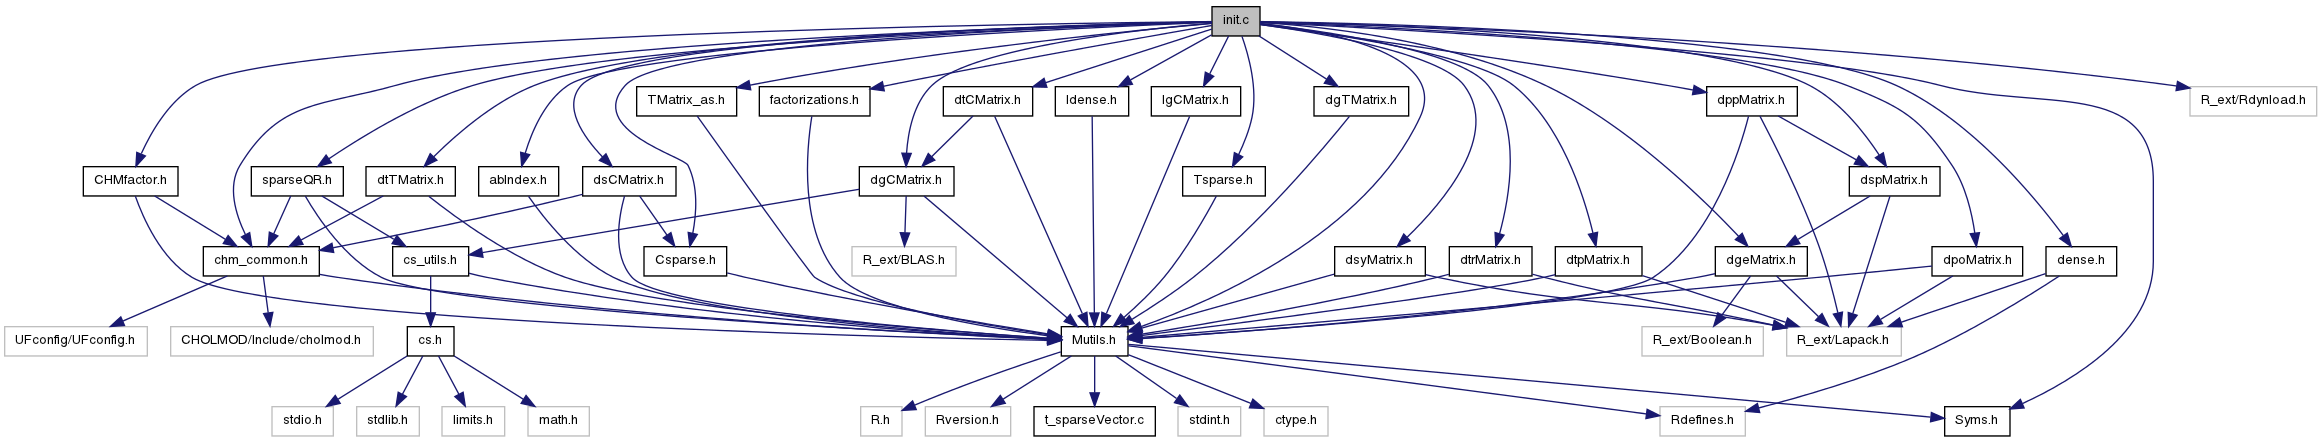 init.c
TMatrix_as.h
factorizations.h
dtCMatrix.h
ldense.h
lgCMatrix.h
dgTMatrix.h
dppMatrix.h
R_ext/Rdynload.h
CHMfactor.h
sparseQR.h
dtTMatrix.h
abIndex.h
dsCMatrix.h
dgCMatrix.h
Tsparse.h
dspMatrix.h
chm_common.h
cs_utils.h
Csparse.h
R_ext/BLAS.h
dsyMatrix.h
dtrMatrix.h
dtpMatrix.h
dgeMatrix.h
dpoMatrix.h
dense.h
UFconfig/UFconfig.h
CHOLMOD/Include/cholmod.h
cs.h
Mutils.h
R_ext/Boolean.h
R_ext/Lapack.h
stdio.h
stdlib.h
limits.h
math.h
R.h
Rversion.h
t_sparseVector.c
stdint.h
ctype.h
Rdefines.h
Syms.h